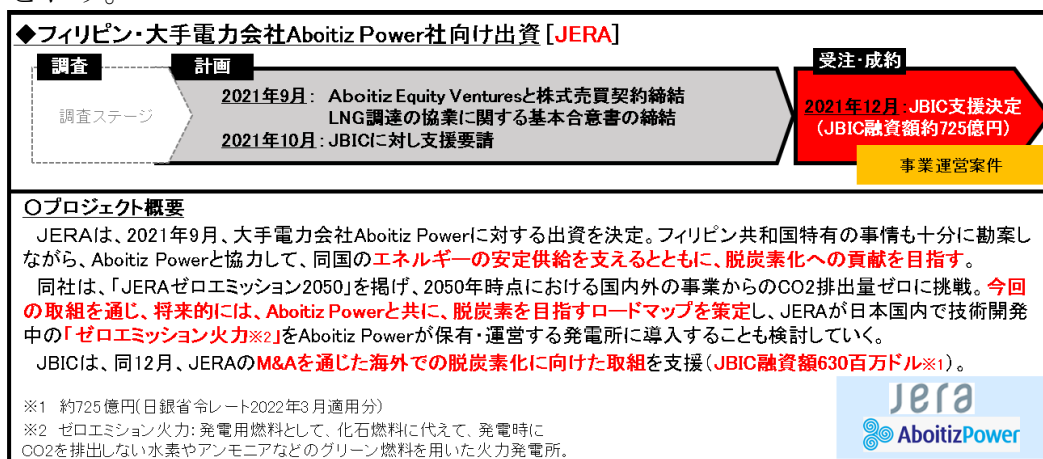 ◆フィリピン・大手電力会社Aboitiz Power社向け出資 [JERA]
調査
計画
受注・成約
調査ステージ
2021年9月： Aboitiz Equity Venturesと株式売買契約締結
LNG調達の協業に関する基本合意書の締結
2021年10月：JBICに対し支援要請
2021年12月：JBIC支援決定
（JBIC融資額約725億円）
事業運営案件
〇プロジェクト概要
JERAは、2021年9月、大手電力会社Aboitiz Powerに対する出資を決定。フィリピン共和国特有の事情も十分に勘案し
ながら、Aboitiz Powerと協力して、同国のエネルギーの安定供給を支えるとともに、脱炭素化への貢献を目指す。
同社は、「JERAゼロエミッション2050」を掲げ、2050年時点における国内外の事業からのCO2排出量ゼロに挑戦。今回
の取組を通じ、将来的には、Aboitiz Powerと共に、脱炭素を目指すロードマップを策定し、JERAが日本国内で技術開発
中の「ゼロエミッション火力※2」をAboitiz Powerが保有・運営する発電所に導入することも検討していく。
JBICは、同12月、JERAのM&Aを通じた海外での脱炭素化に向けた取組を支援（JBIC融資額630百万ドル※1）。
※1 約725億円(日銀省令レート2022年3月適用分)
※2 ゼロエミション火力：発電用燃料として、化石燃料に代えて、発電時に
CO2を排出しない水素やアンモニアなどのグリーン燃料を用いた火力発電所。
Jera
AboitizPower